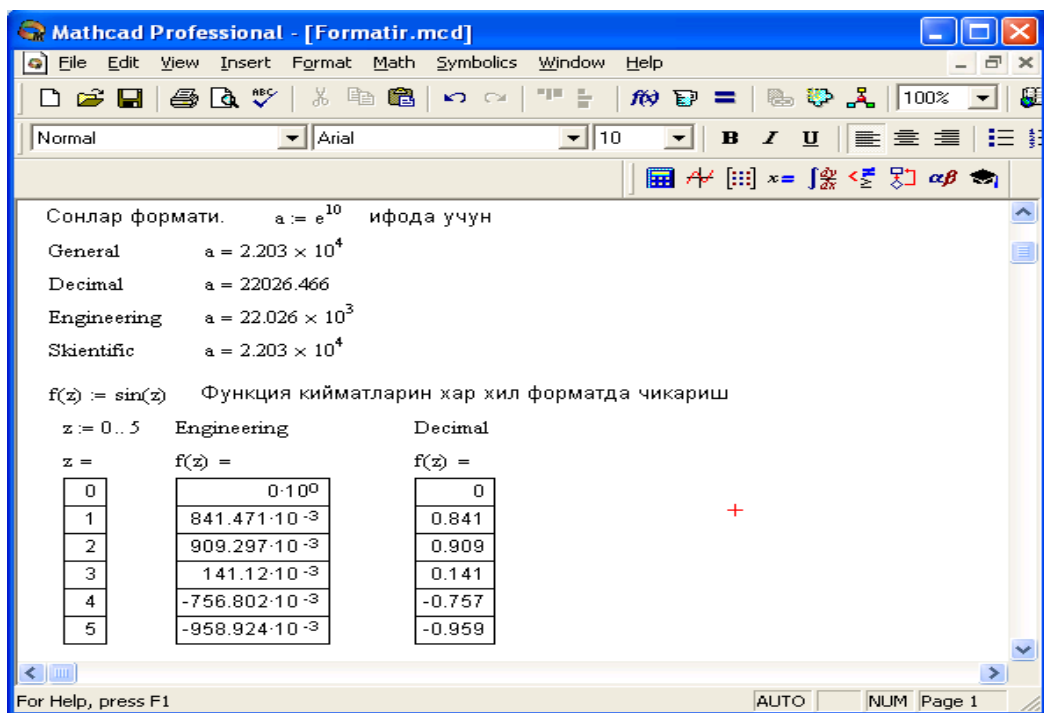 Mathcad Professional - [Formatir.mcd]
File Edit View Insert Format Math Symbolics Window Help
ABC f(x) = 100%
Normal Arial 10 B I U
x= αβ
Сонлар формати. a := e^10 ифода учун
General a = 2.203 × 10^4
Decimal a = 22026.466
Engineering a = 22.026 × 10^3
Skientific a = 2.203 × 10^4
f(z) := sin(z) Функция кийматларин хар хил форматда чикариш
z := 0.. 5 Engineering Decimal
z = f(z) = f(z) =
0 0·10^0 0
1 841.471·10^-3 0.841
2 909.297·10^-3 0.909
3 141.12·10^-3 0.141
4 -756.802·10^-3 -0.757
5 -958.924·10^-3 -0.959
For Help, press F1 AUTO NUM Page 1